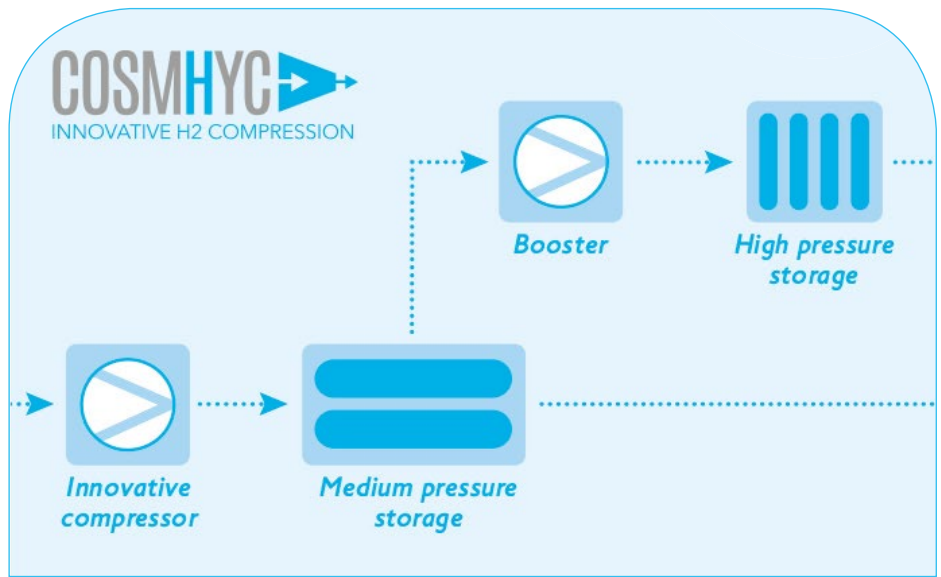 COSMHYC
INNOVATIVE H2 COMPRESSION
Booster
High pressure
storage
Innovative
compressor
Medium pressure
storage